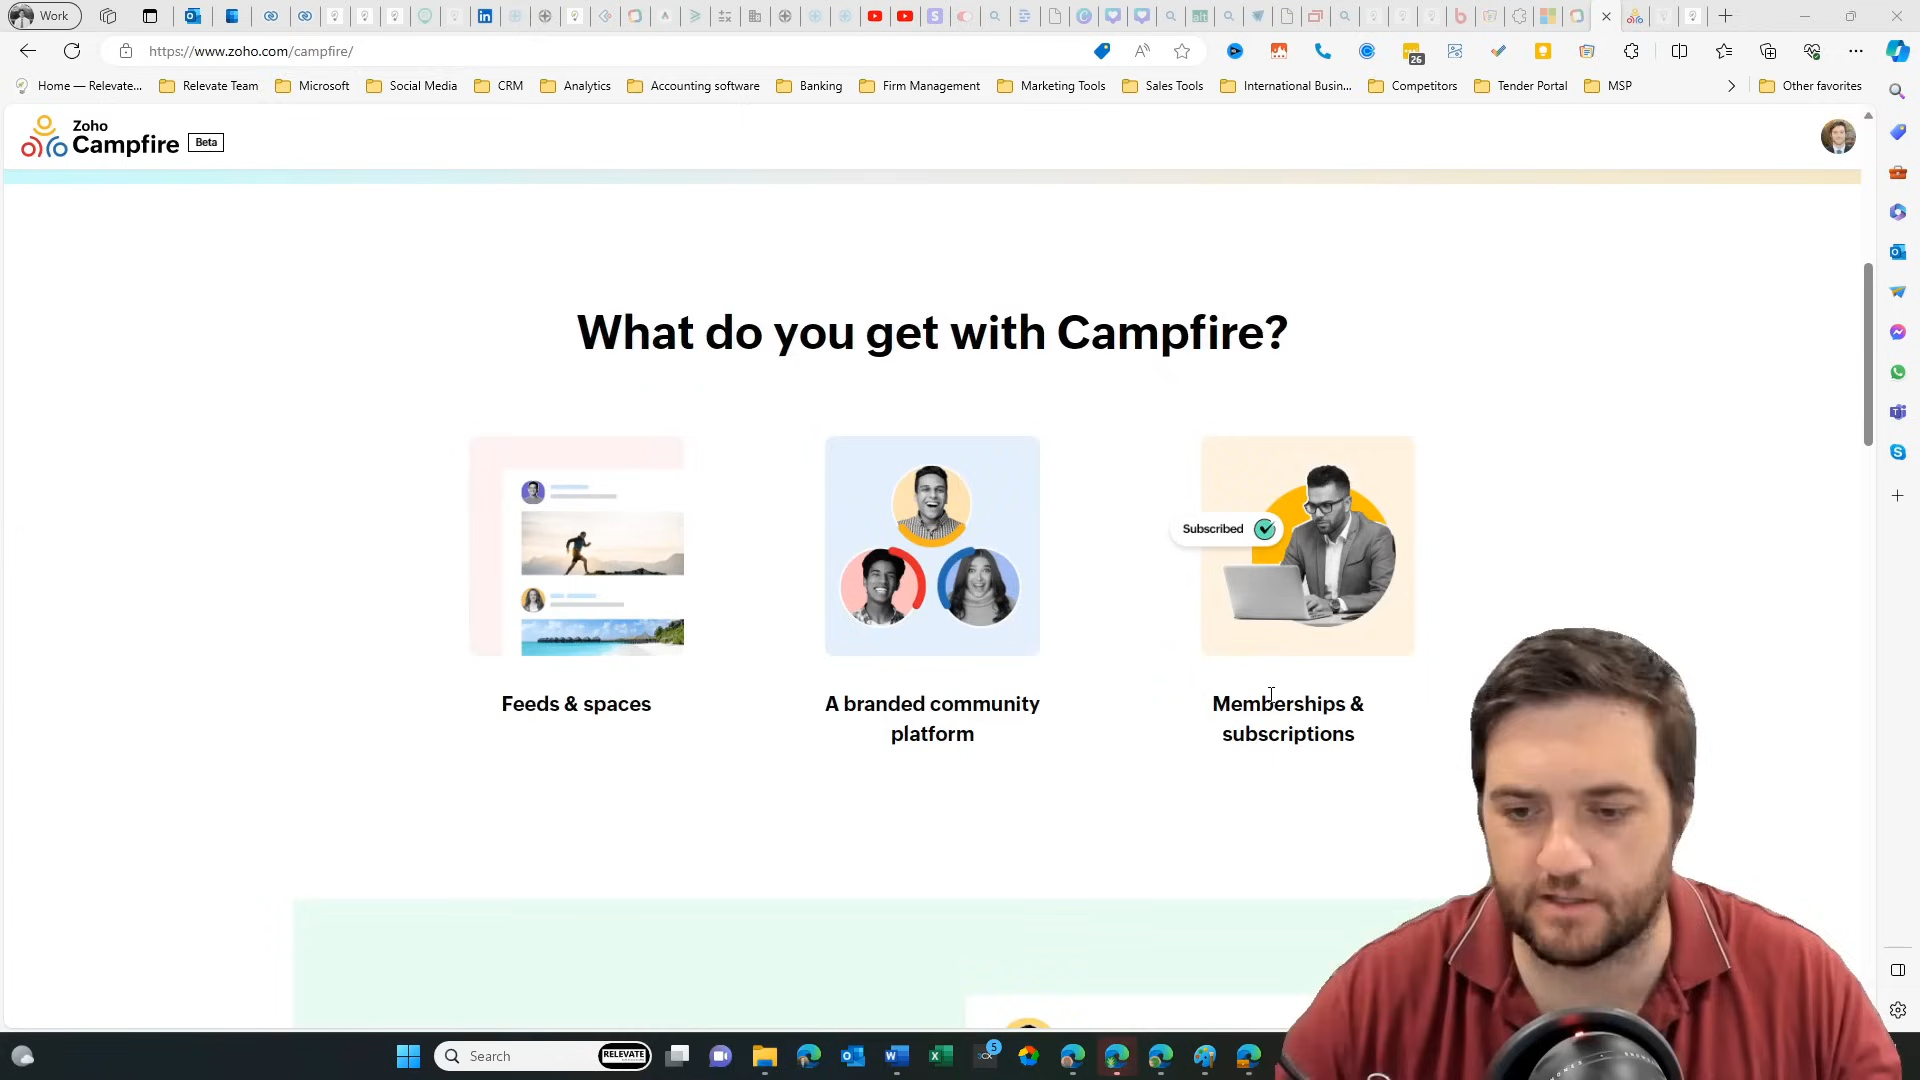 Work
https://www.zoho.com/campfire/
26
Home — Relevate...
Relevate Team
Microsoft
Social Media
CRM
Analytics
Accounting software
Banking
Firm Management
Marketing Tools
Sales Tools
International Busin...
Competitors
Tender Portal
MSP
Other favorites
Zoho
Campfire
Beta
What do you get with Campfire?
Subscribed
Feeds & spaces
A branded community
platform
Memberships &
subscriptions
Search
RELEVATE
5